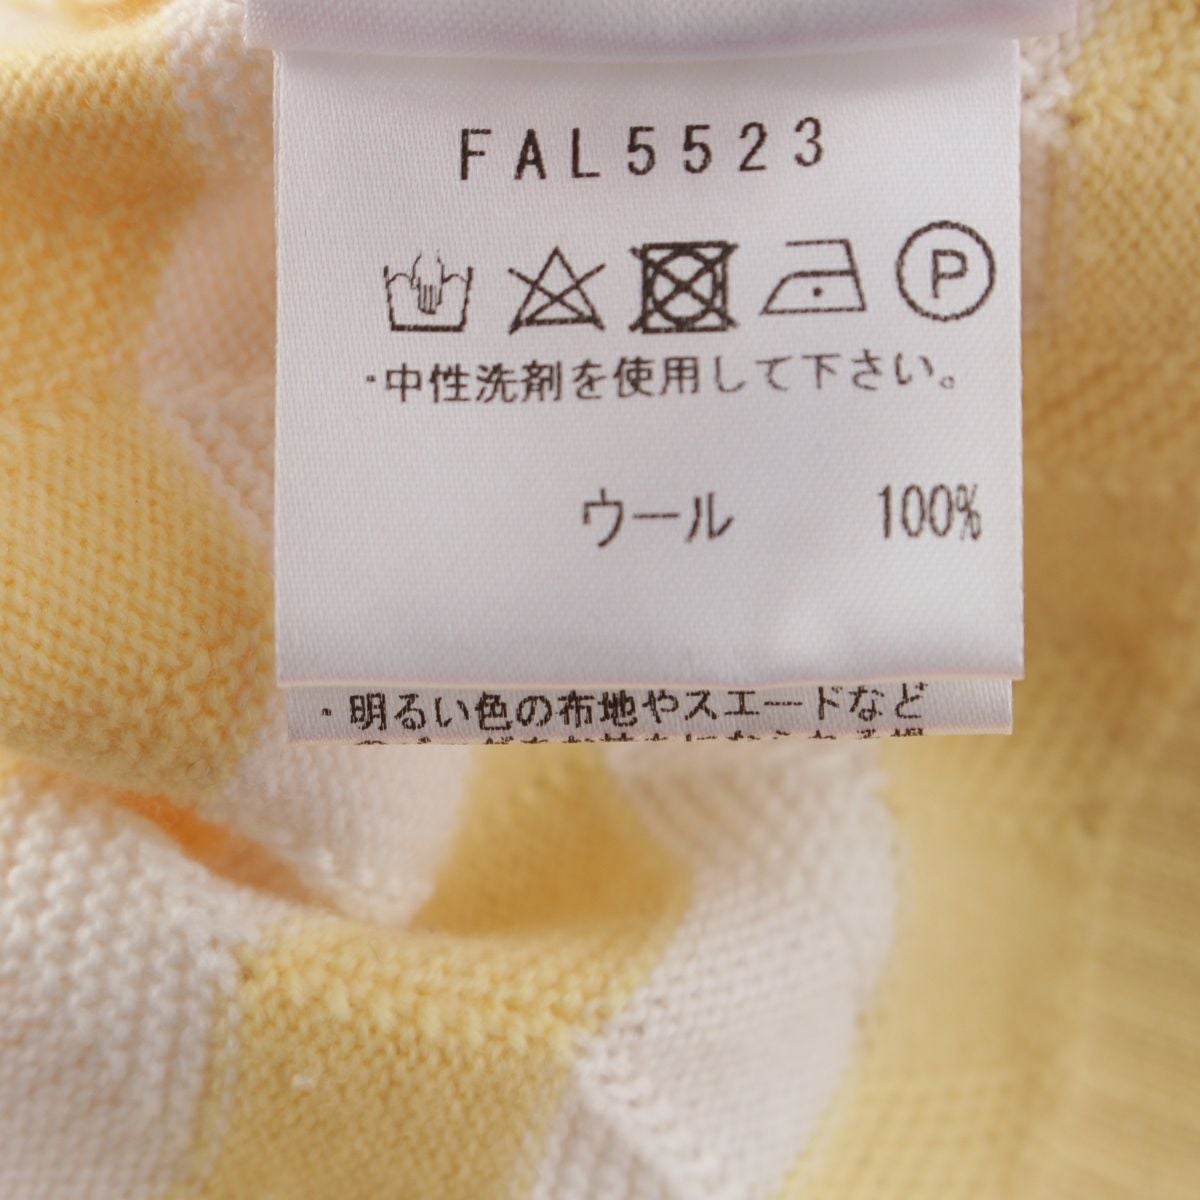 FAL5523
P
・中性洗剤を使用して下さい。
ウール 100%
・明るい色の布地やスエードなど